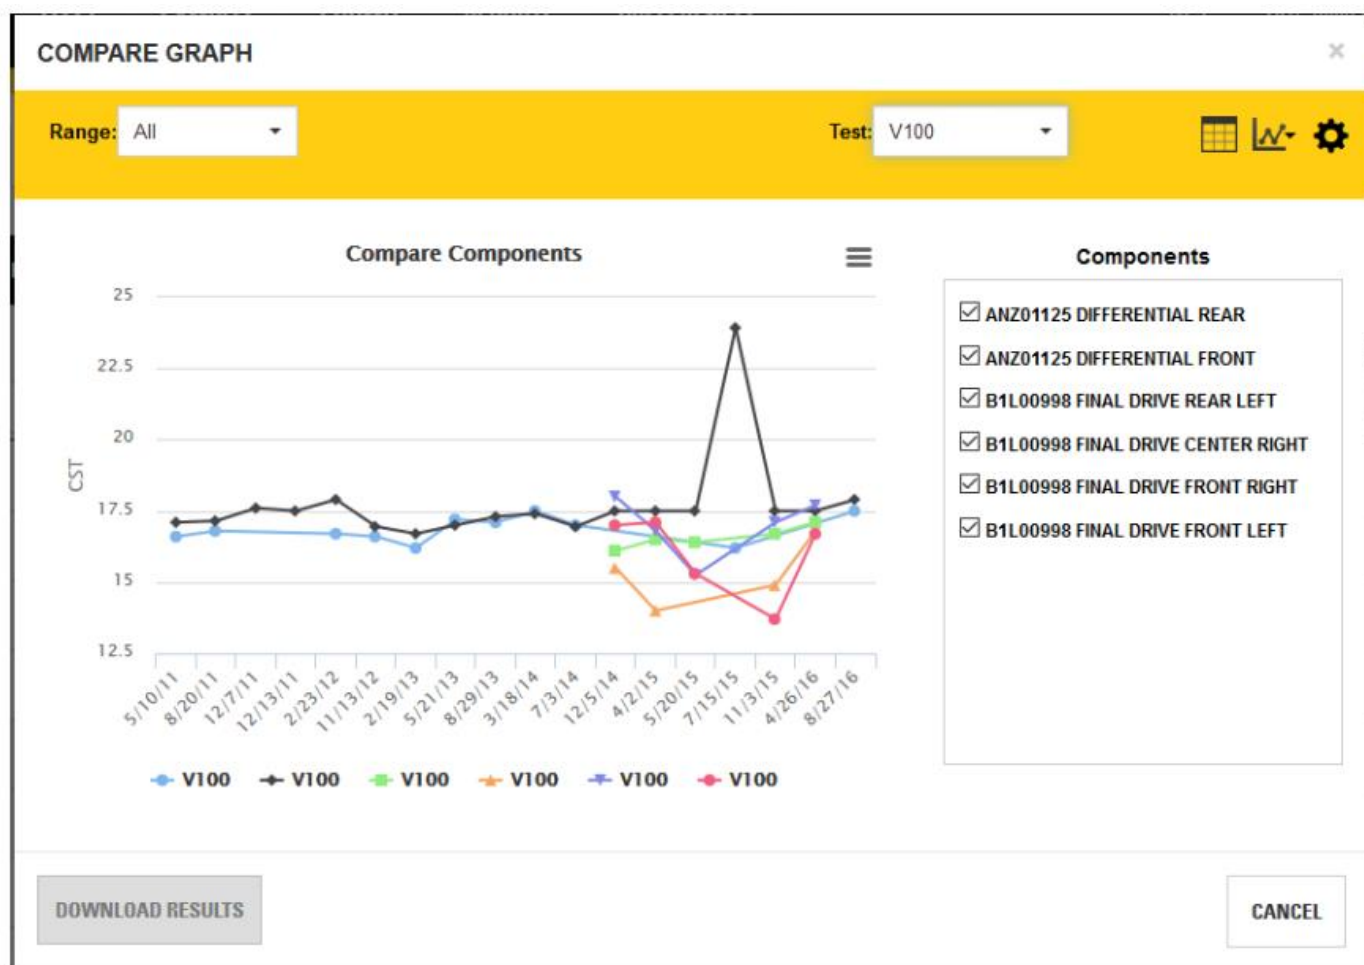 COMPARE GRAPH ×
Range: All Test: V100
Compare Components
CST
25
22.5
20
17.5
15
12.5
5/10/11 8/20/11 12/7/11 12/13/11 2/23/12 11/13/12 2/19/13 5/21/13 8/29/13 3/18/14 7/3/14 12/5/14 4/2/15 5/20/15 7/15/15 11/3/15 4/26/16 8/27/16
V100 V100 V100 V100 V100 V100
Components
ANZ01125 DIFFERENTIAL REAR
ANZ01125 DIFFERENTIAL FRONT
B1L00998 FINAL DRIVE REAR LEFT
B1L00998 FINAL DRIVE CENTER RIGHT
B1L00998 FINAL DRIVE FRONT RIGHT
B1L00998 FINAL DRIVE FRONT LEFT
DOWNLOAD RESULTS CANCEL